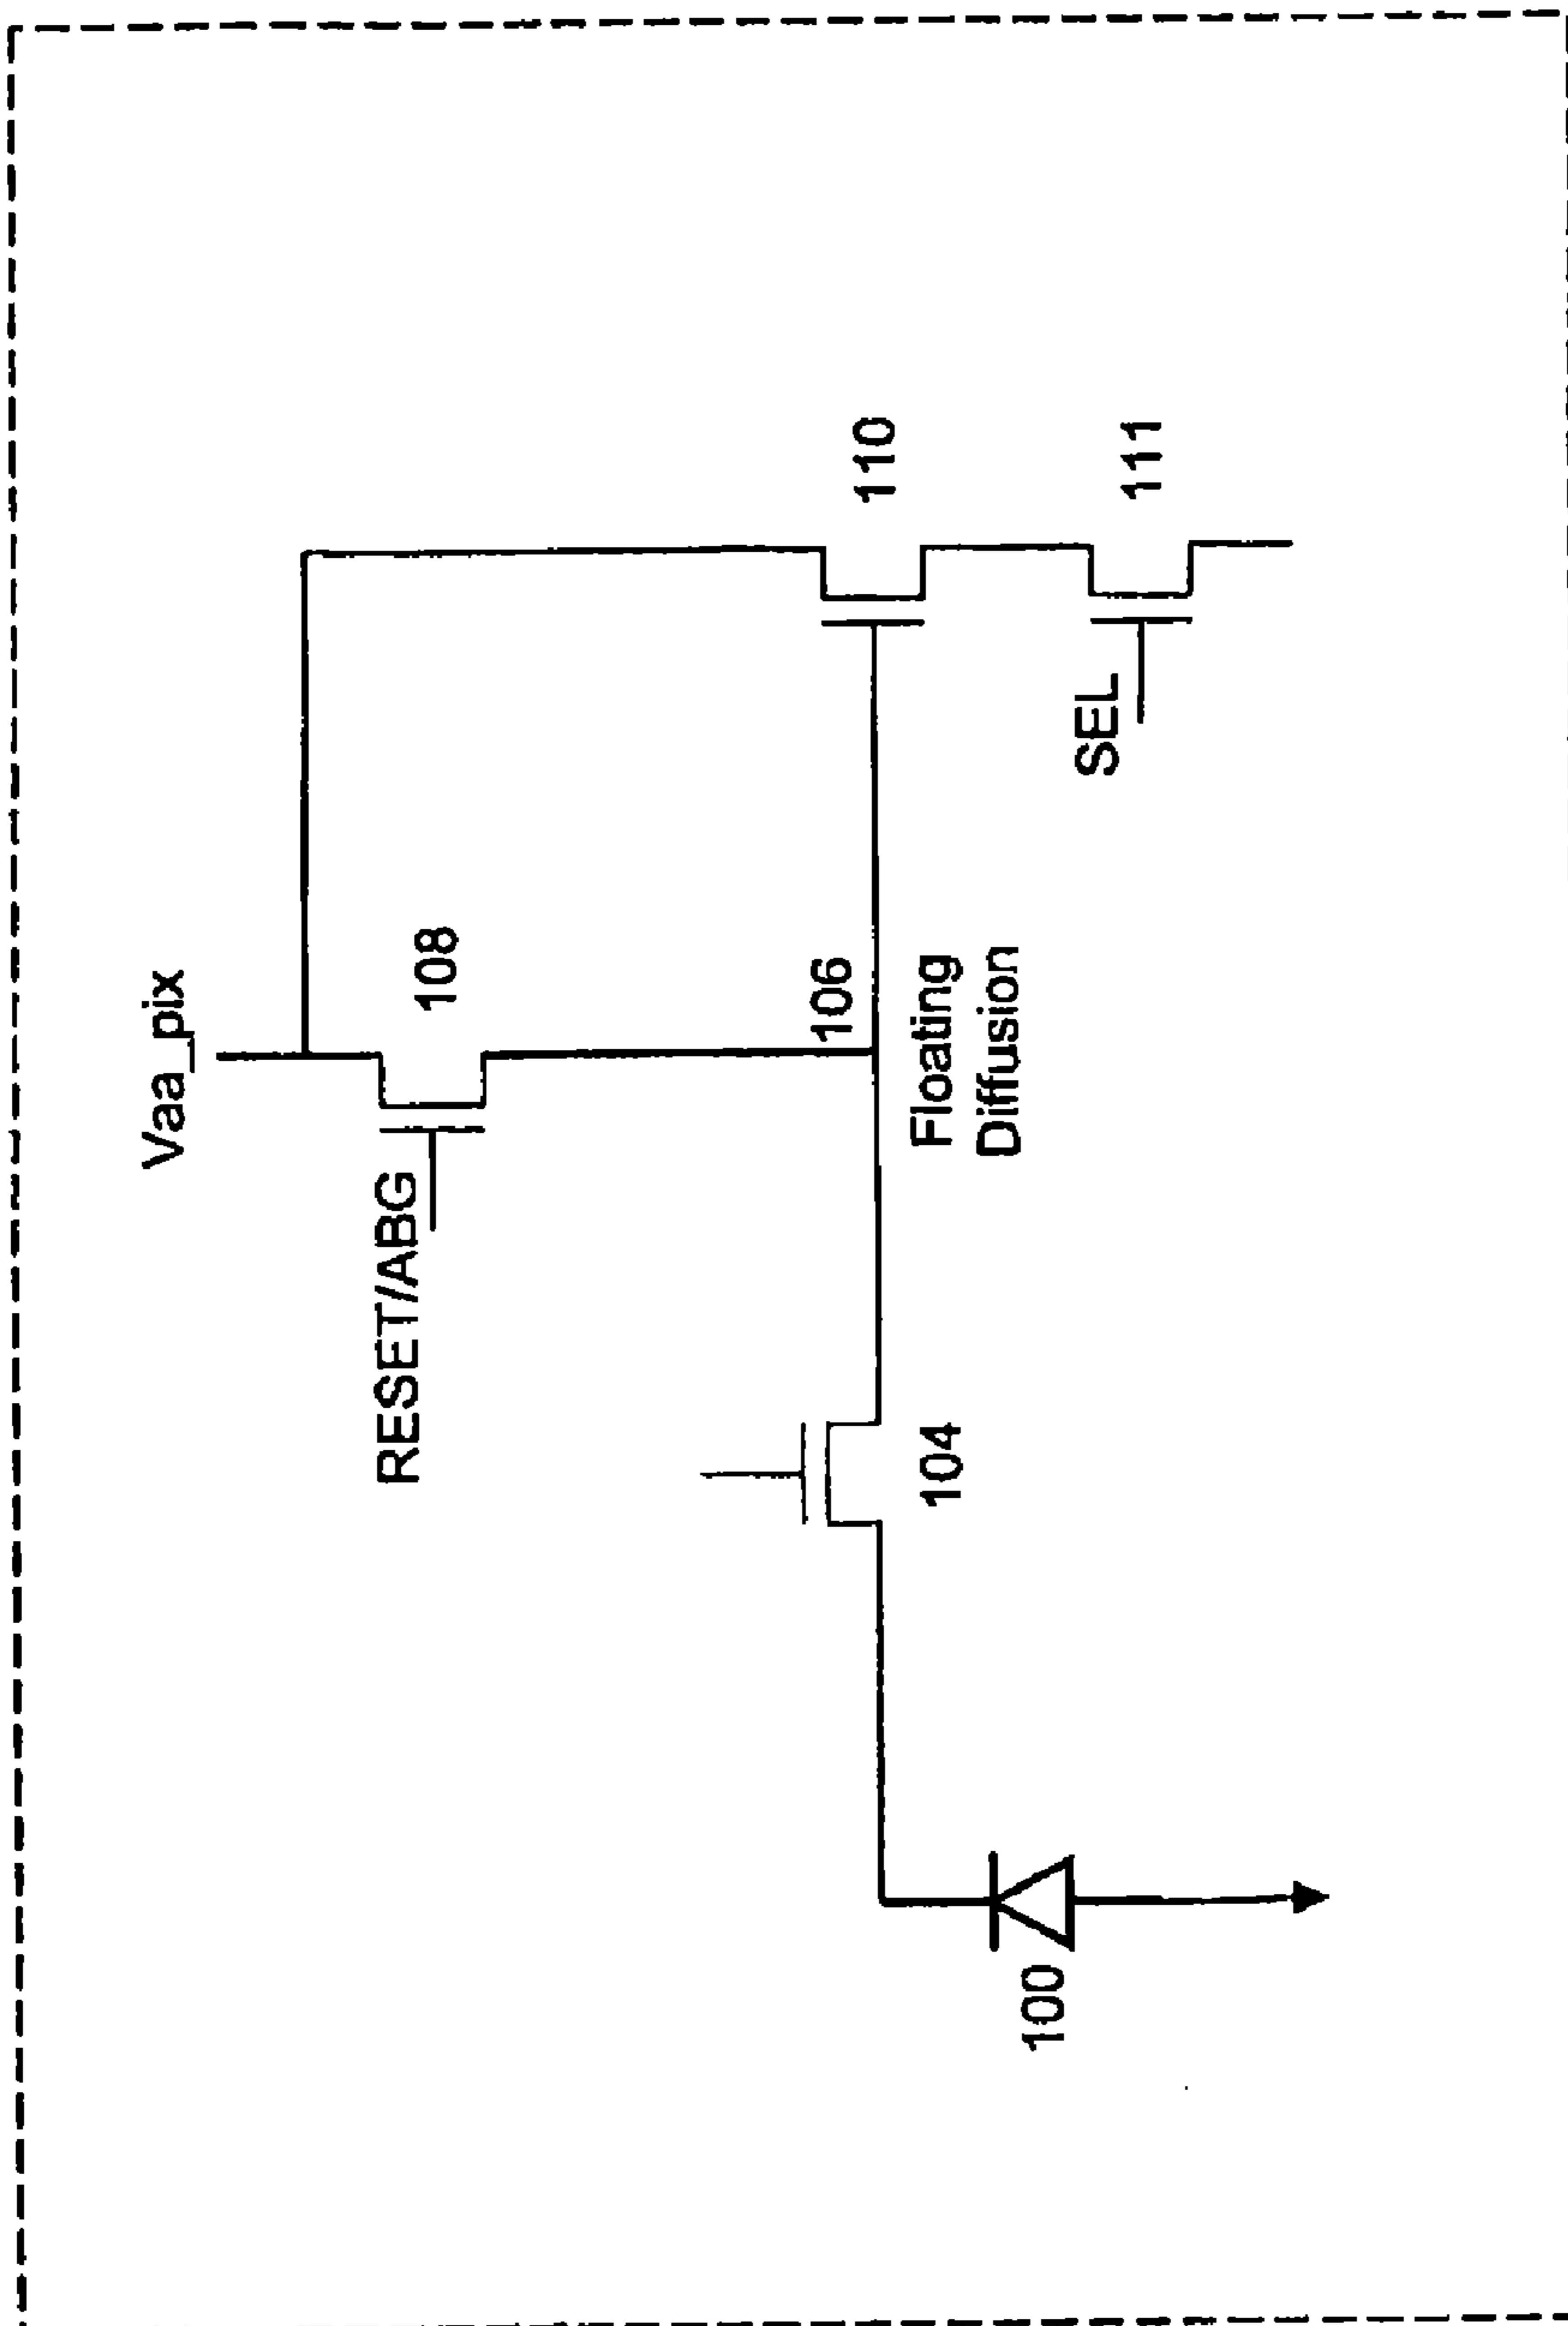 Vaa_pix
RESET/ABG
108
106
Floating
Diffusion
110
104
SEL
111
100